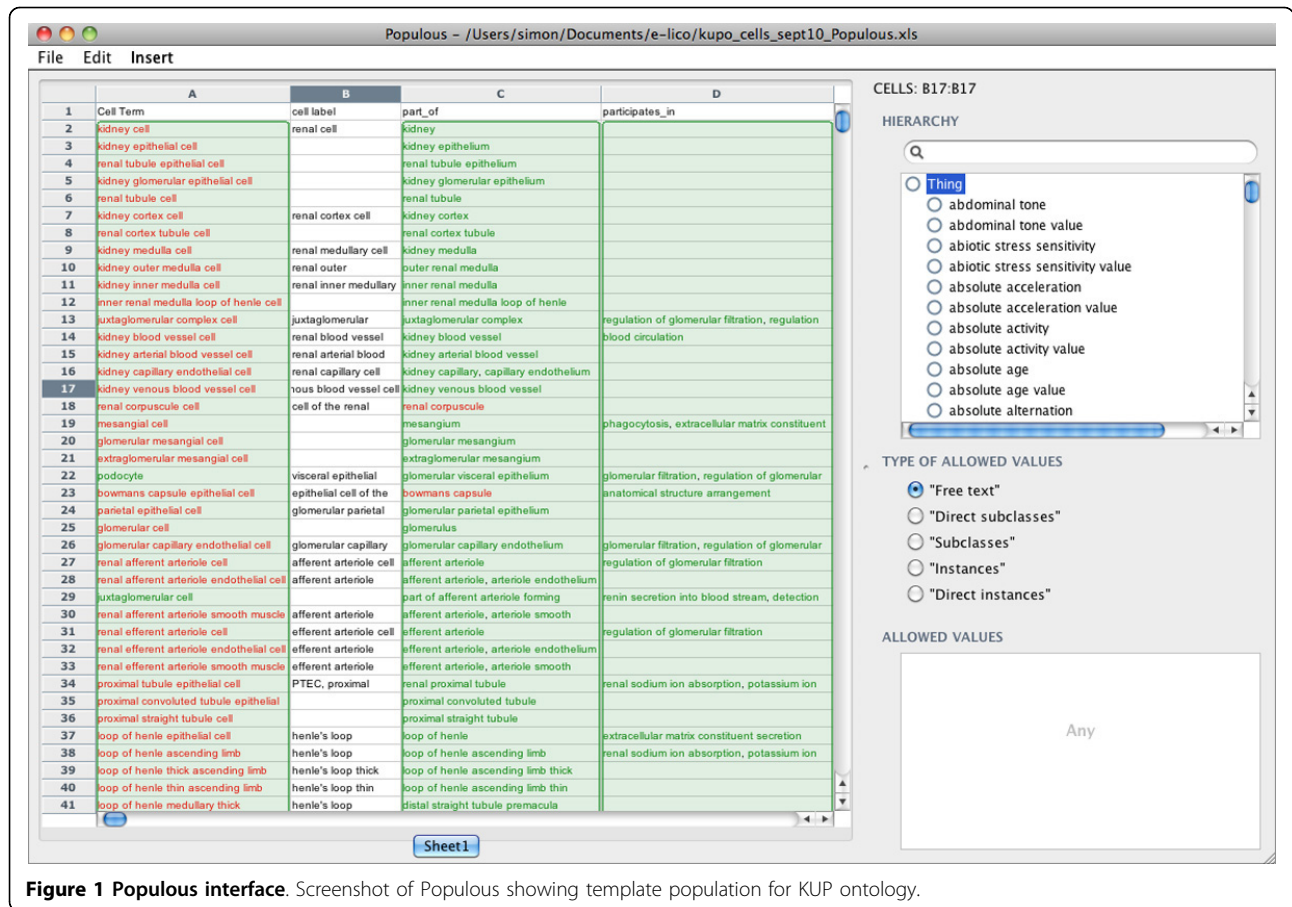 Populous – /Users/simon/Documents/e-lico/kupo_cells_sept10_Populous.xls
File Edit Insert
A B C D
1 Cell Term cell label part_of participates_in
2 kidney cell renal cell kidney
3 kidney epithelial cell kidney epithelium
4 renal tubule epithelial cell renal tubule epithelium
5 kidney glomerular epithelial cell kidney glomerular epithelium
6 renal tubule cell renal tubule
7 kidney cortex cell renal cortex cell kidney cortex
8 renal cortex tubule cell renal cortex tubule
9 kidney medulla cell renal medullary cell kidney medulla
10 kidney outer medulla cell renal outer outer renal medulla
11 kidney inner medulla cell renal inner medullary inner renal medulla
12 inner renal medulla loop of henle cell inner renal medulla loop of henle
13 juxtaglomerular complex cell juxtaglomerular juxtaglomerular complex regulation of glomerular filtration, regulation
14 kidney blood vessel cell renal blood vessel kidney blood vessel blood circulation
15 kidney arterial blood vessel cell renal arterial blood kidney arterial blood vessel
16 kidney capillary endothelial cell renal capillary cell kidney capillary, capillary endothelium
17 kidney venous blood vessel cell nous blood vessel cell kidney venous blood vessel
18 renal corpuscule cell cell of the renal renal corpuscule
19 mesangial cell mesangium phagocytosis, extracellular matrix constituent
20 glomerular mesangial cell glomerular mesangium
21 extraglomerular mesangial cell extraglomerular mesangium
22 podocyte visceral epithelial glomerular visceral epithelium glomerular filtration, regulation of glomerular
23 bowmans capsule epithelial cell epithelial cell of the bowmans capsule anatomical structure arrangement
24 parietal epithelial cell glomerular parietal glomerular parietal epithelium
25 glomerular cell glomerulus
26 glomerular capillary endothelial cell glomerular capillary glomerular capillary endothelium glomerular filtration, regulation of glomerular
27 renal afferent arteriole cell afferent arteriole cell afferent arteriole regulation of glomerular filtration
28 renal afferent arteriole endothelial cell afferent arteriole afferent arteriole, arteriole endothelium
29 juxtaglomerular cell part of afferent arteriole forming renin secretion into blood stream, detection
30 renal afferent arteriole smooth muscle afferent arteriole afferent arteriole, arteriole smooth
31 renal efferent arteriole cell efferent arteriole cell efferent arteriole regulation of glomerular filtration
32 renal efferent arteriole endothelial cell efferent arteriole efferent arteriole, arteriole endothelium
33 renal efferent arteriole smooth muscle efferent arteriole efferent arteriole, arteriole smooth
34 proximal tubule epithelial cell PTEC, proximal renal proximal tubule renal sodium ion absorption, potassium ion
35 proximal convoluted tubule epithelial proximal convoluted tubule
36 proximal straight tubule cell proximal straight tubule
37 loop of henle epithelial cell henle's loop loop of henle extracellular matrix constituent secretion
38 loop of henle ascending limb henle's loop loop of henle ascending limb renal sodium ion absorption, potassium ion
39 loop of henle thick ascending limb henle's loop thick loop of henle ascending limb thick
40 loop of henle thin ascending limb henle's loop thin loop of henle ascending limb thin
41 loop of henle medullary thick henle's loop distal straight tubule premacula
Sheet1
CELLS: B17:B17
HIERARCHY
Thing
abdominal tone
abdominal tone value
abiotic stress sensitivity
abiotic stress sensitivity value
absolute acceleration
absolute acceleration value
absolute activity
absolute activity value
absolute age
absolute age value
absolute alternation
TYPE OF ALLOWED VALUES
"Free text"
"Direct subclasses"
"Subclasses"
"Instances"
"Direct instances"
ALLOWED VALUES
Any
Figure 1 Populous interface. Screenshot of Populous showing template population for KUP ontology.